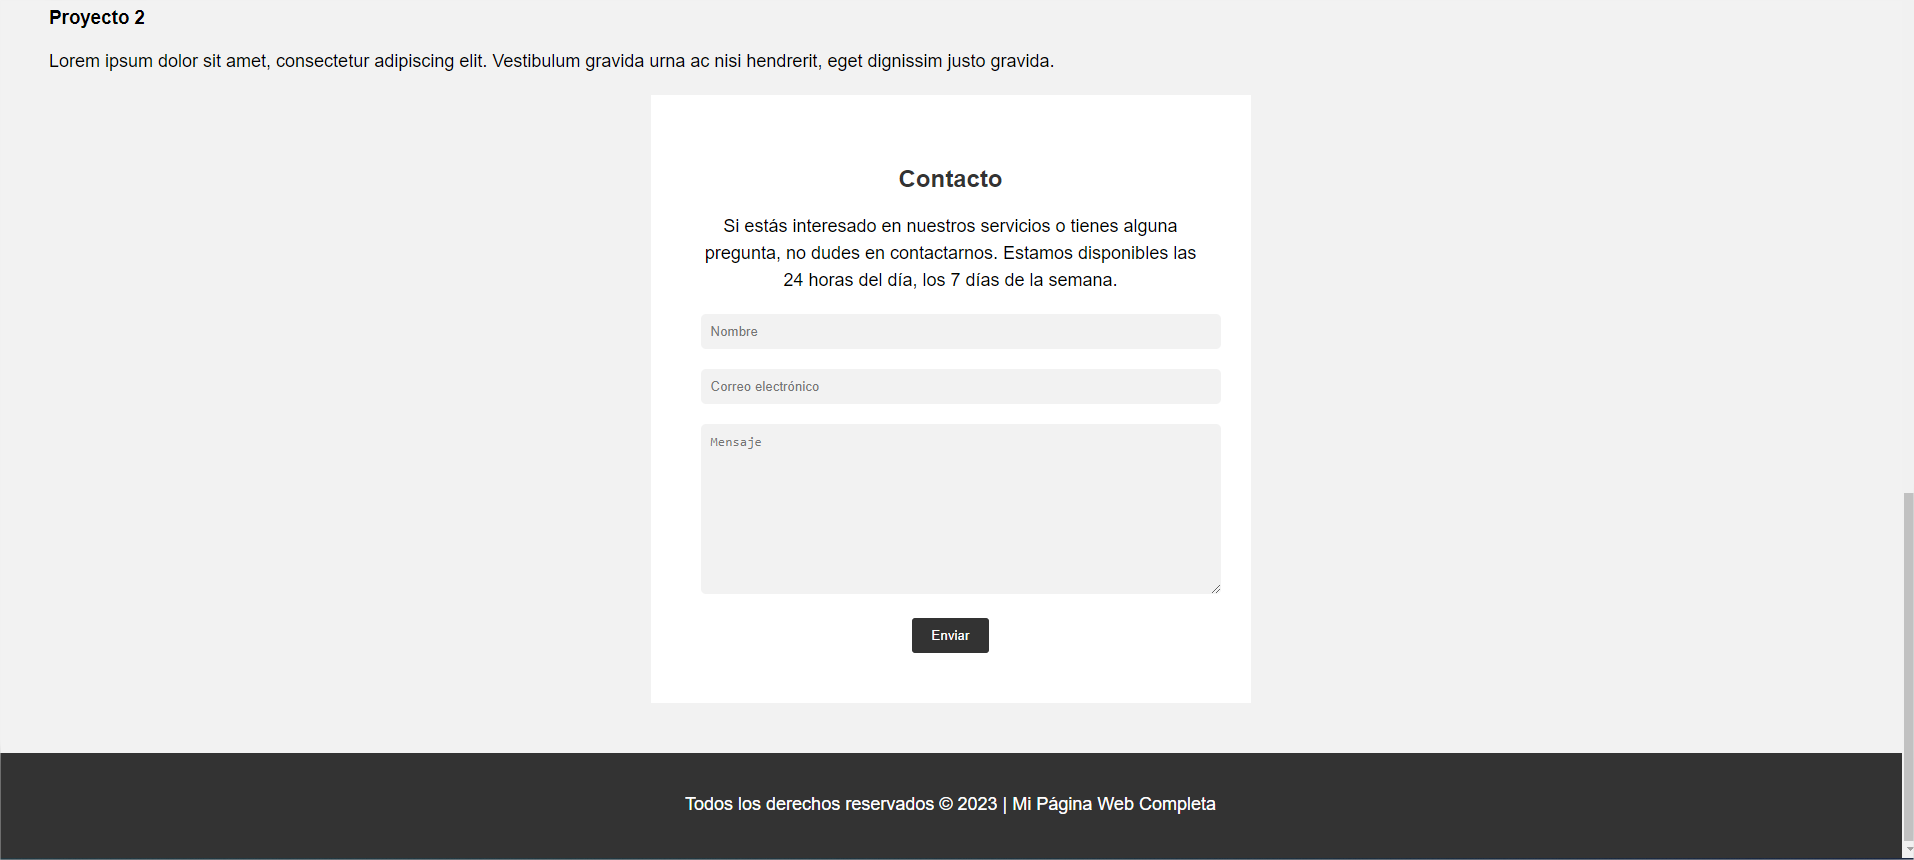 Proyecto 2
Lorem ipsum dolor sit amet, consectetur adipiscing elit. Vestibulum gravida urna ac nisi hendrerit, eget dignissim justo gravida.
Contacto
Si estás interesado en nuestros servicios o tienes alguna
pregunta, no dudes en contactarnos. Estamos disponibles las
24 horas del día, los 7 días de la semana.
Nombre
Correo electrónico
Mensaje
Enviar
Todos los derechos reservados © 2023 | Mi Página Web Completa